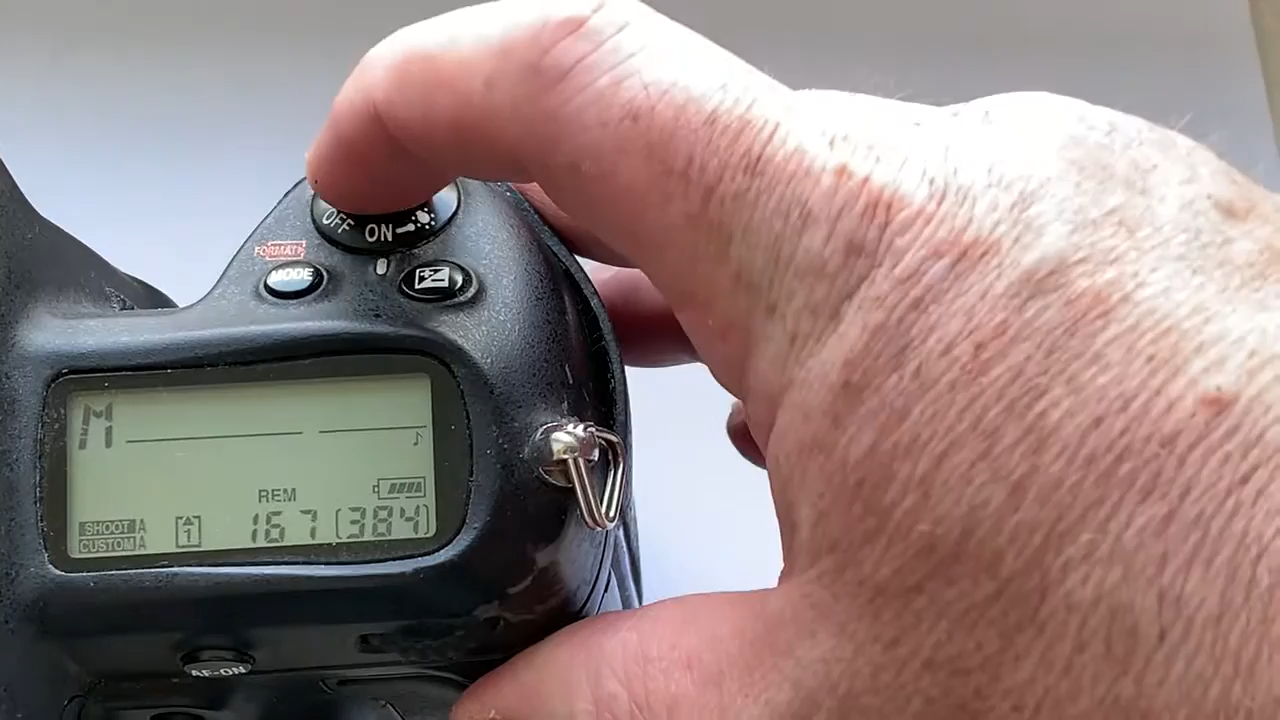 OFF ON
FORMAT
MODE
M
REM
SHOOT A
CUSTOM A
1 167 (384)
AF-ON